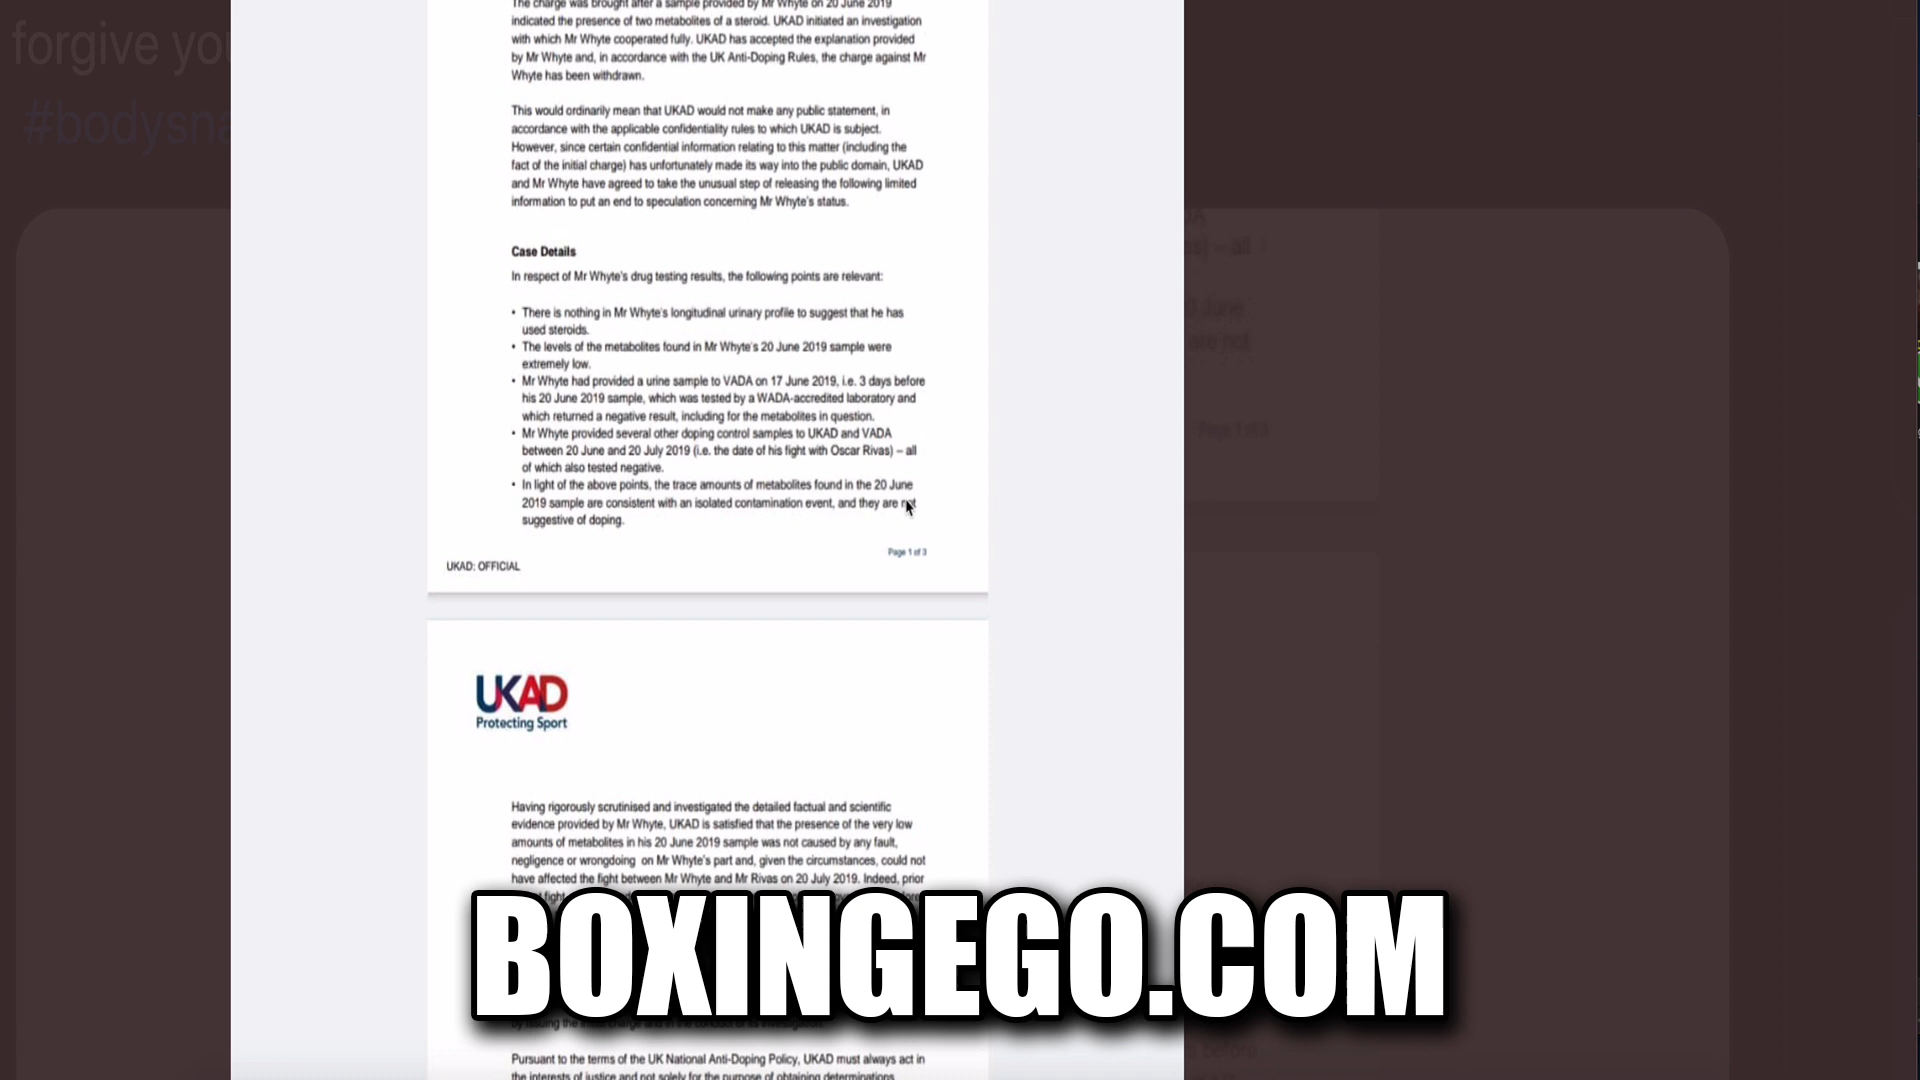 forgive you
#bodysna
The charge was brought after a sample provided by Mr Whyte on 20 June 2019
indicated the presence of two metabolites of a steroid. UKAD initiated an investigation
with which Mr Whyte cooperated fully. UKAD has accepted the explanation provided
by Mr Whyte and, in accordance with the UK Anti-Doping Rules, the charge against Mr
Whyte has been withdrawn.
This would ordinarily mean that UKAD would not make any public statement, in
accordance with the applicable confidentiality rules to which UKAD is subject.
However, since certain confidential information relating to this matter (including the
fact of the initial charge) has unfortunately made its way into the public domain, UKAD
and Mr Whyte have agreed to take the unusual step of releasing the following limited
information to put an end to speculation concerning Mr Whyte's status.
Case Details
In respect of Mr Whyte's drug testing results, the following points are relevant:
• There is nothing in Mr Whyte's longitudinal urinary profile to suggest that he has
used steroids.
• The levels of the metabolites found in Mr Whyte's 20 June 2019 sample were
extremely low.
• Mr Whyte had provided a urine sample to VADA on 17 June 2019, i.e. 3 days before
his 20 June 2019 sample, which was tested by a WADA-accredited laboratory and
which returned a negative result, including for the metabolites in question.
• Mr Whyte provided several other doping control samples to UKAD and VADA
between 20 June and 20 July 2019 (i.e. the date of his fight with Oscar Rivas) – all
of which also tested negative.
• In light of the above points, the trace amounts of metabolites found in the 20 June
2019 sample are consistent with an isolated contamination event, and they are not
suggestive of doping.
Page 1 of 3
UKAD: OFFICIAL
UKAD
Protecting Sport
Having rigorously scrutinised and investigated the detailed factual and scientific
evidence provided by Mr Whyte, UKAD is satisfied that the presence of the very low
amounts of metabolites in his 20 June 2019 sample was not caused by any fault,
negligence or wrongdoing on Mr Whyte's part and, given the circumstances, could not
have affected the fight between Mr Whyte and Mr Rivas on 20 July 2019. Indeed, prior
BOXINGEGO.COM
Pursuant to the terms of the UK National Anti-Doping Policy, UKAD must always act in
the interests of justice and not solely for the purpose of obtaining determinations